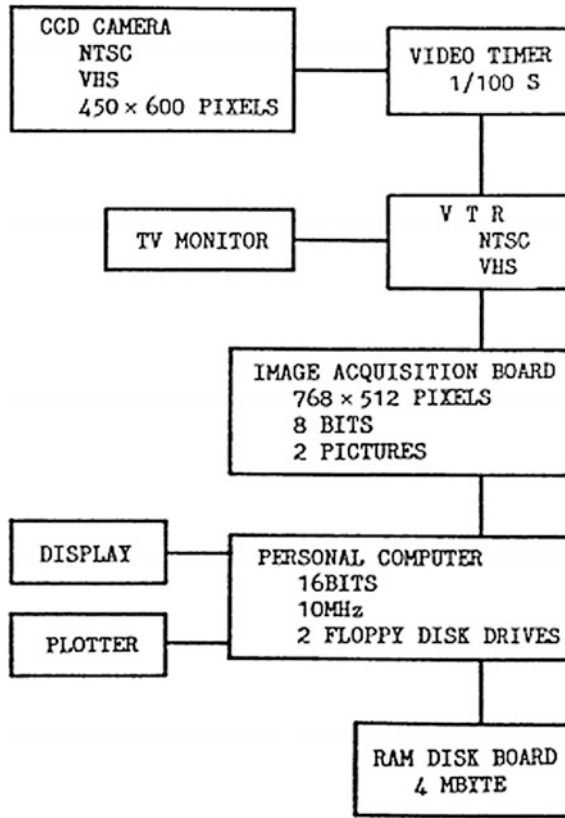 CCD CAMERA
NTSC
VHS
450 × 600 PIXELS
VIDEO TIMER
1/100 S
TV MONITOR
V T R
NTSC
VHS
IMAGE ACQUISITION BOARD
768 × 512 PIXELS
8 BITS
2 PICTURES
DISPLAY
PLOTTER
PERSONAL COMPUTER
16BITS
10MHz
2 FLOPPY DISK DRIVES
RAM DISK BOARD
4 MBITE